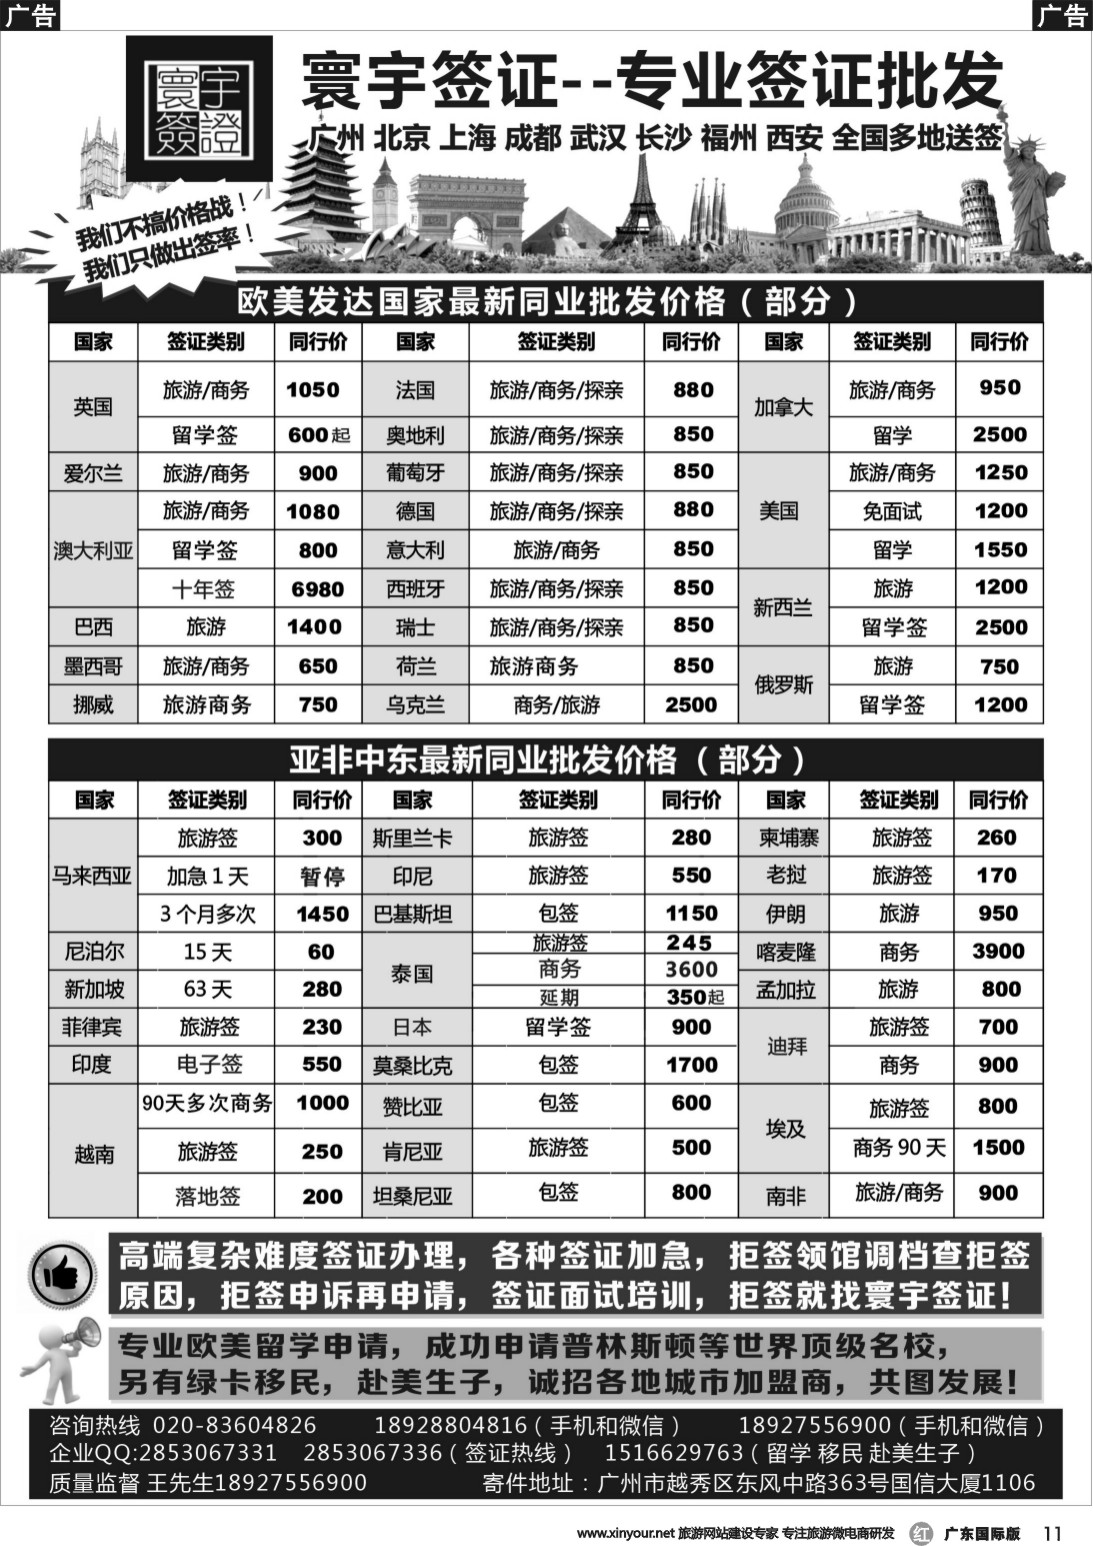 广告
广告
寰宇
簽證
寰宇签证--专业签证批发
广州 北京 上海 成都 武汉 长沙 福州 西安 全国多地送签
我们不搞价格战！
我们只做出签率！
欧美发达国家最新同业批发价格（部分）
国家 签证类别 同行价 国家 签证类别 同行价 国家 签证类别 同行价
英国 旅游/商务 1050 法国 旅游/商务/探亲 880 加拿大 旅游/商务 950
留学签 600起 奥地利 旅游/商务/探亲 850 留学 2500
爱尔兰 旅游/商务 900 葡萄牙 旅游/商务/探亲 850 美国 旅游/商务 1250
澳大利亚 旅游/商务 1080 德国 旅游/商务/探亲 880 免面试 1200
留学签 800 意大利 旅游/商务 850 留学 1550
十年签 6980 西班牙 旅游/商务/探亲 850 新西兰 旅游 1200
巴西 旅游 1400 瑞士 旅游/商务/探亲 850 留学签 2500
墨西哥 旅游/商务 650 荷兰 旅游商务 850 俄罗斯 旅游 750
挪威 旅游商务 750 乌克兰 商务/旅游 2500 留学签 1200
亚非中东最新同业批发价格（部分）
国家 签证类别 同行价 国家 签证类别 同行价 国家 签证类别 同行价
马来西亚 旅游签 300 斯里兰卡 旅游签 280 柬埔寨 旅游签 260
加急1天 暂停 印尼 旅游签 550 老挝 旅游签 170
3个月多次 1450 巴基斯坦 包签 1150 伊朗 旅游 950
尼泊尔 15天 60 泰国 旅游签 245 喀麦隆 商务 3900
商务 3600
新加坡 63天 280 延期 350起 孟加拉 旅游 800
菲律宾 旅游签 230 日本 留学签 900 迪拜 旅游签 700
印度 电子签 550 莫桑比克 包签 1700 商务 900
越南 90天多次商务 1000 赞比亚 包签 600 埃及 旅游签 800
旅游签 250 肯尼亚 旅游签 500 商务90天 1500
落地签 200 坦桑尼亚 包签 800 南非 旅游/商务 900
高端复杂难度签证办理，各种签证加急，拒签领馆调档查拒签
原因，拒签申诉再申请，签证面试培训，拒签就找寰宇签证！
专业欧美留学申请，成功申请普林斯顿等世界顶级名校，
另有绿卡移民，赴美生子，诚招各地城市加盟商，共图发展！
咨询热线 020-83604826 18928804816（手机和微信） 18927556900（手机和微信）
企业QQ:2853067331 2853067336（签证热线） 1516629763（留学 移民 赴美生子）
质量监督 王先生18927556900 寄件地址：广州市越秀区东风中路363号国信大厦1106
www.xinyour.net 旅游网站建设专家 专注旅游微电商研发 红 广东国际版 11